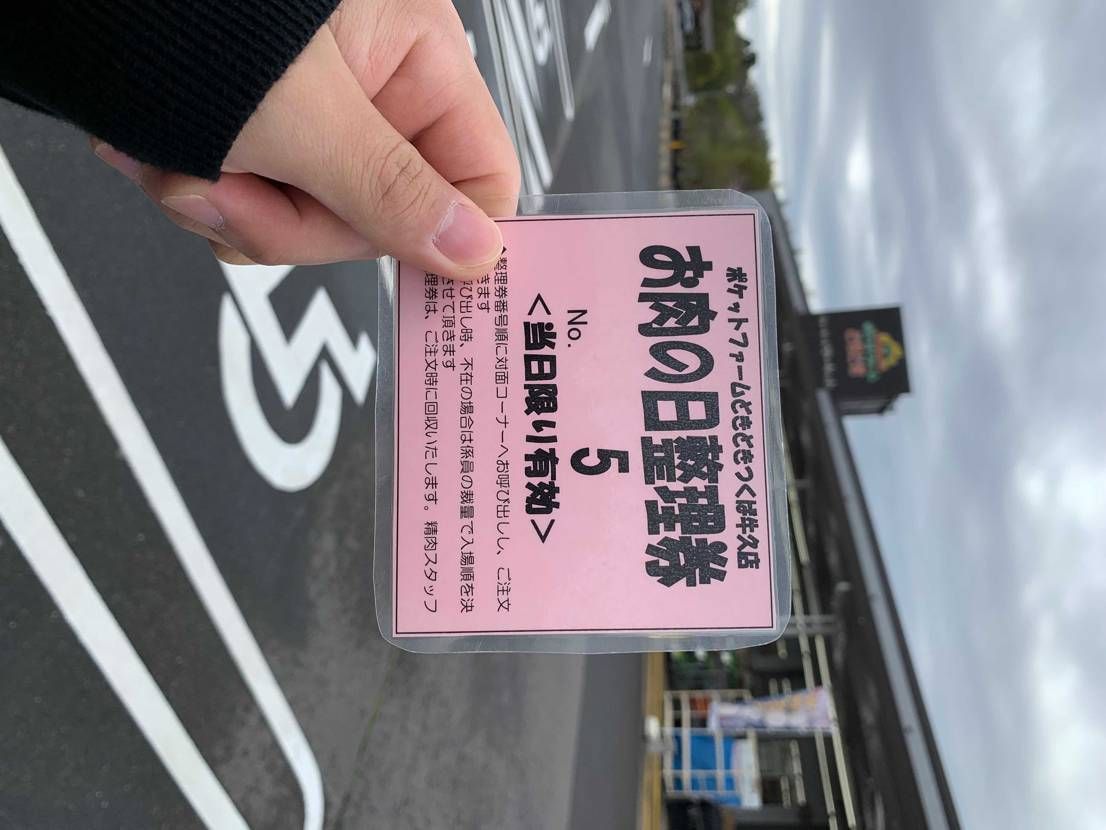 ポケットファームどきどきつくば牛久店
お肉の日整理券
No. 5
<当日限り有効>
整理券番号順に対面コーナーへお呼び出しし、ご注文
きます
呼び出し時、不在の場合は係員の裁量で入場順を決
させて頂きます
理券は、ご注文時に回収いたします。精肉スタッフ